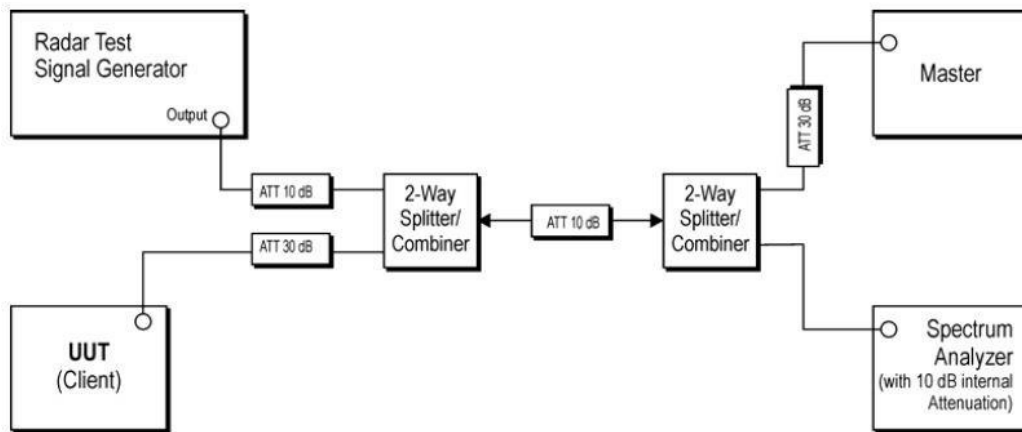 Radar Test
Signal Generator
Output
ATT 10 dB
2-Way
Splitter/
Combiner
ATT 30 dB
UUT
(Client)
ATT 10 dB
2-Way
Splitter/
Combiner
ATT 30 dB
Master
Spectrum
Analyzer
(with 10 dB internal
Attenuation)